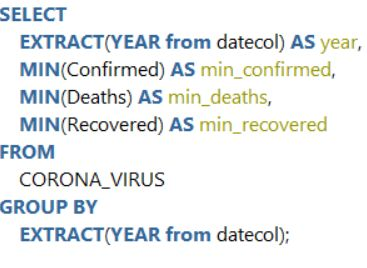 SELECT
EXTRACT(YEAR from datecol) AS year,
MIN(Confirmed) AS min_confirmed,
MIN(Deaths) AS min_deaths,
MIN(Recovered) AS min_recovered
FROM
CORONA_VIRUS
GROUP BY
EXTRACT(YEAR from datecol);